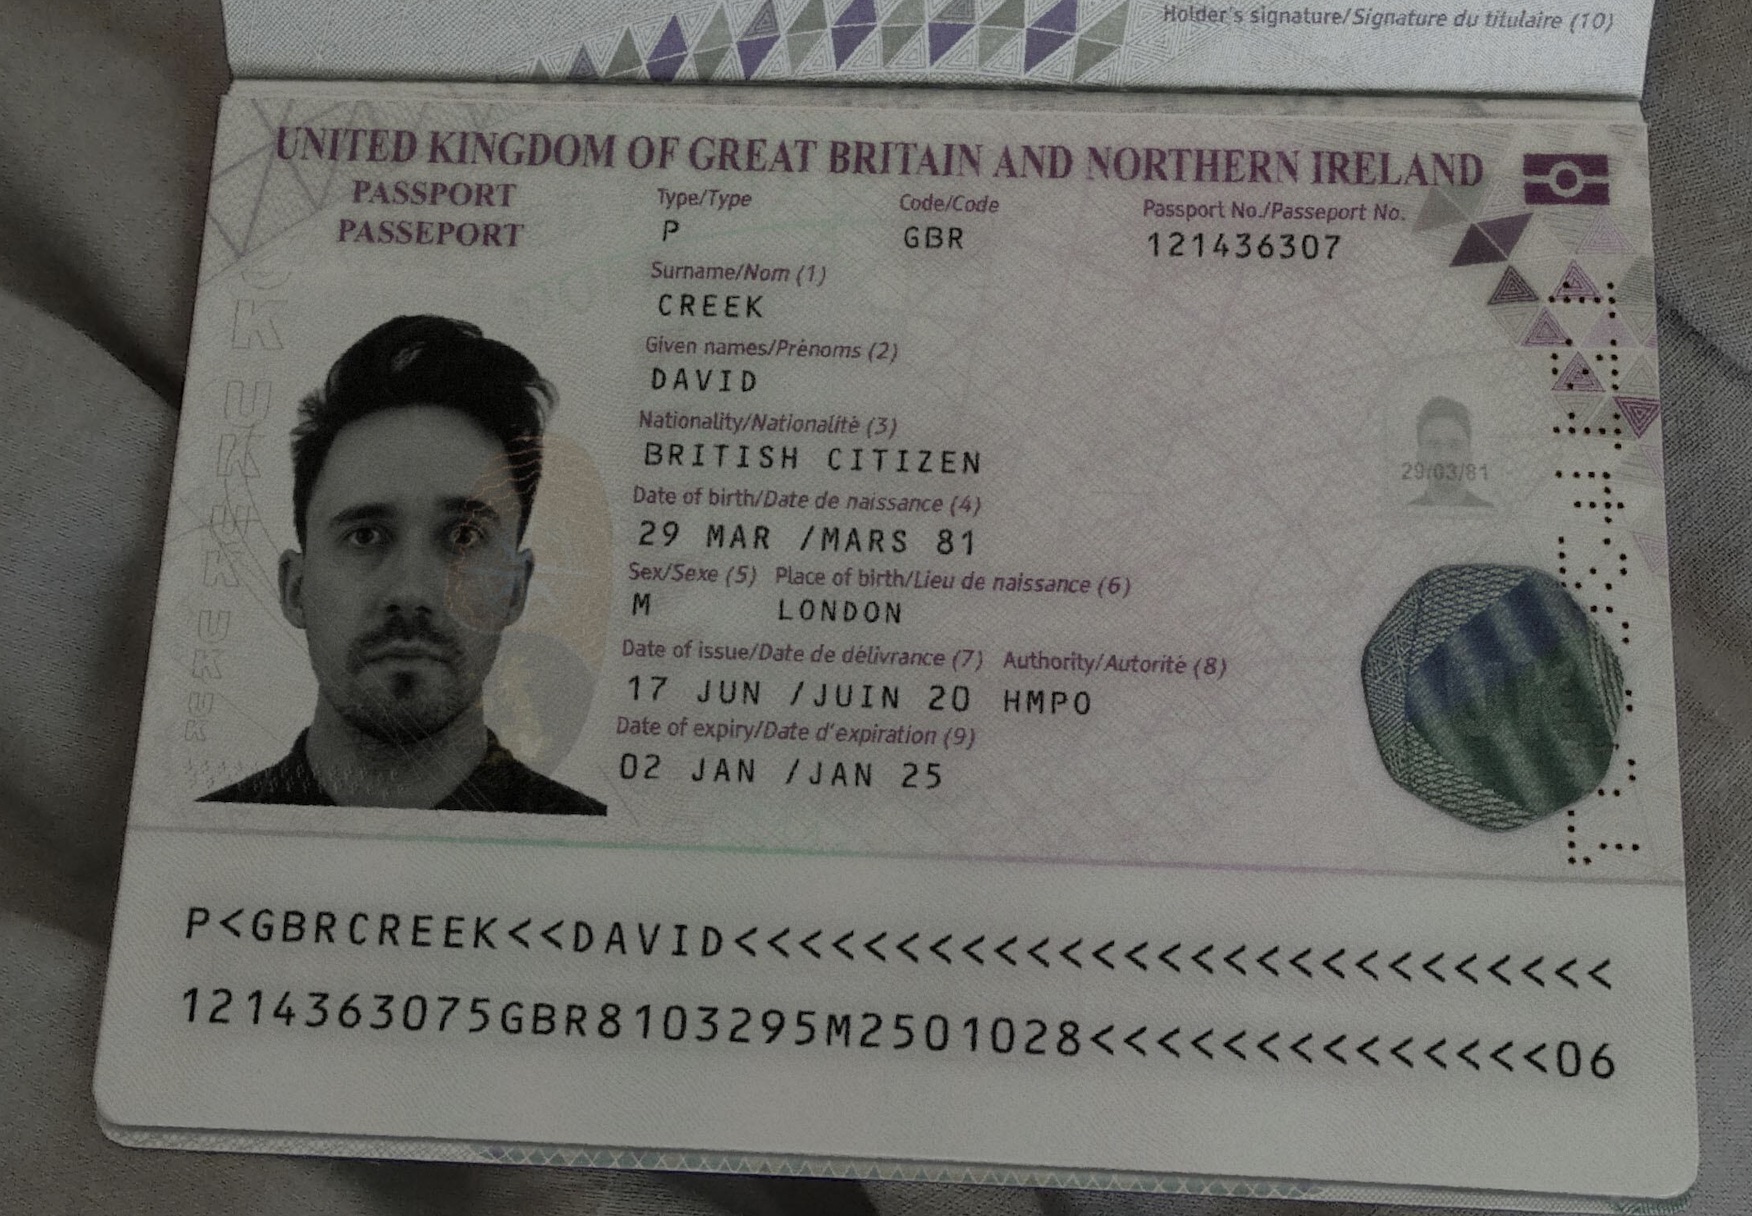 Holder's signature/Signature du titulaire (10)
UNITED KINGDOM OF GREAT BRITAIN AND NORTHERN IRELAND
PASSPORT
PASSEPORT
Type/Type Code/Code Passport No./Passeport No.
P GBR 121436307
Surname/Nom (1)
CREEK
Given names/Prénoms (2)
DAVID
Nationality/Nationalité (3)
BRITISH CITIZEN
Date of birth/Date de naissance (4)
29 MAR /MARS 81
29/03/81
Sex/Sexe (5) Place of birth/Lieu de naissance (6)
M LONDON
Date of issue/Date de délivrance (7) Authority/Autorité (8)
17 JUN /JUIN 20 HMPO
Date of expiry/Date d'expiration (9)
02 JAN /JAN 25
P<GBRCREEK<<DAVID<<<<<<<<<<<<<<<<<<<<<<<<<<<
1214363075GBR8103295M2501028<<<<<<<<<<<<<<06